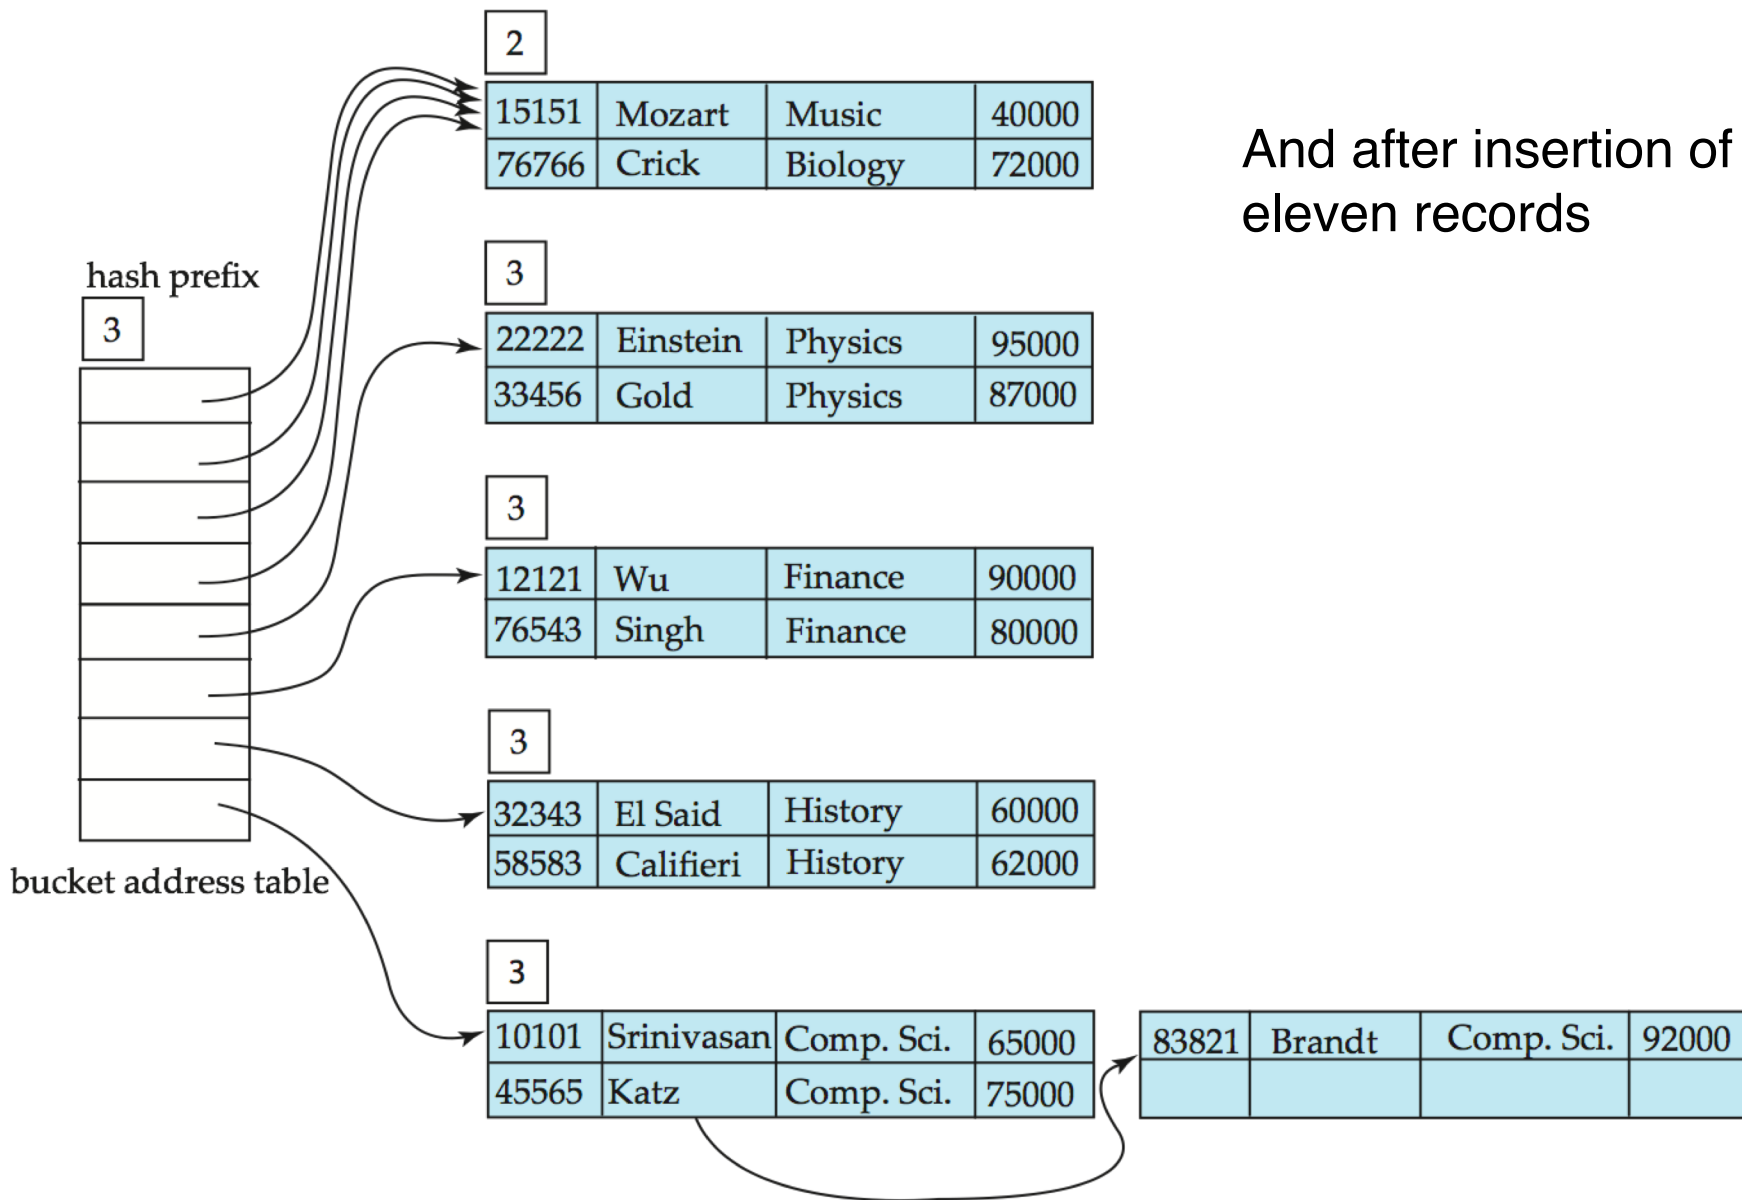 2
15151 Mozart Music 40000
76766 Crick Biology 72000
And after insertion of
eleven records
hash prefix
3
3
22222 Einstein Physics 95000
33456 Gold Physics 87000
3
12121 Wu Finance 90000
76543 Singh Finance 80000
3
32343 El Said History 60000
58583 Califieri History 62000
bucket address table
3
10101 Srinivasan Comp. Sci. 65000
45565 Katz Comp. Sci. 75000
83821 Brandt Comp. Sci. 92000